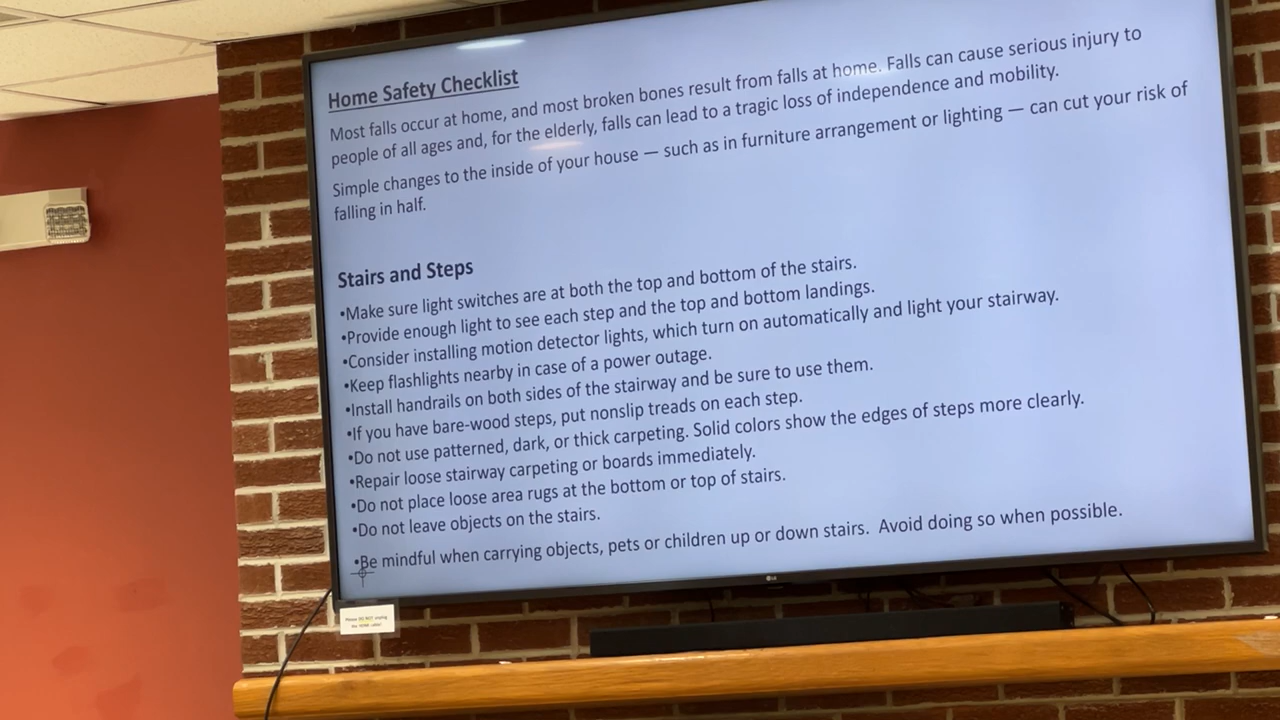 Home Safety Checklist
Most falls occur at home, and most broken bones result from falls at home. Falls can cause serious injury to
people of all ages and, for the elderly, falls can lead to a tragic loss of independence and mobility.
Simple changes to the inside of your house — such as in furniture arrangement or lighting — can cut your risk of
falling in half.
Stairs and Steps
•Make sure light switches are at both the top and bottom of the stairs.
•Provide enough light to see each step and the top and bottom landings.
•Consider installing motion detector lights, which turn on automatically and light your stairway.
•Keep flashlights nearby in case of a power outage.
•Install handrails on both sides of the stairway and be sure to use them.
•If you have bare-wood steps, put nonslip treads on each step.
•Do not use patterned, dark, or thick carpeting. Solid colors show the edges of steps more clearly.
•Repair loose stairway carpeting or boards immediately.
•Do not place loose area rugs at the bottom or top of stairs.
•Do not leave objects on the stairs.
•Be mindful when carrying objects, pets or children up or down stairs.  Avoid doing so when possible.
LG
Please DO NOT unplug
the HDMI cable!